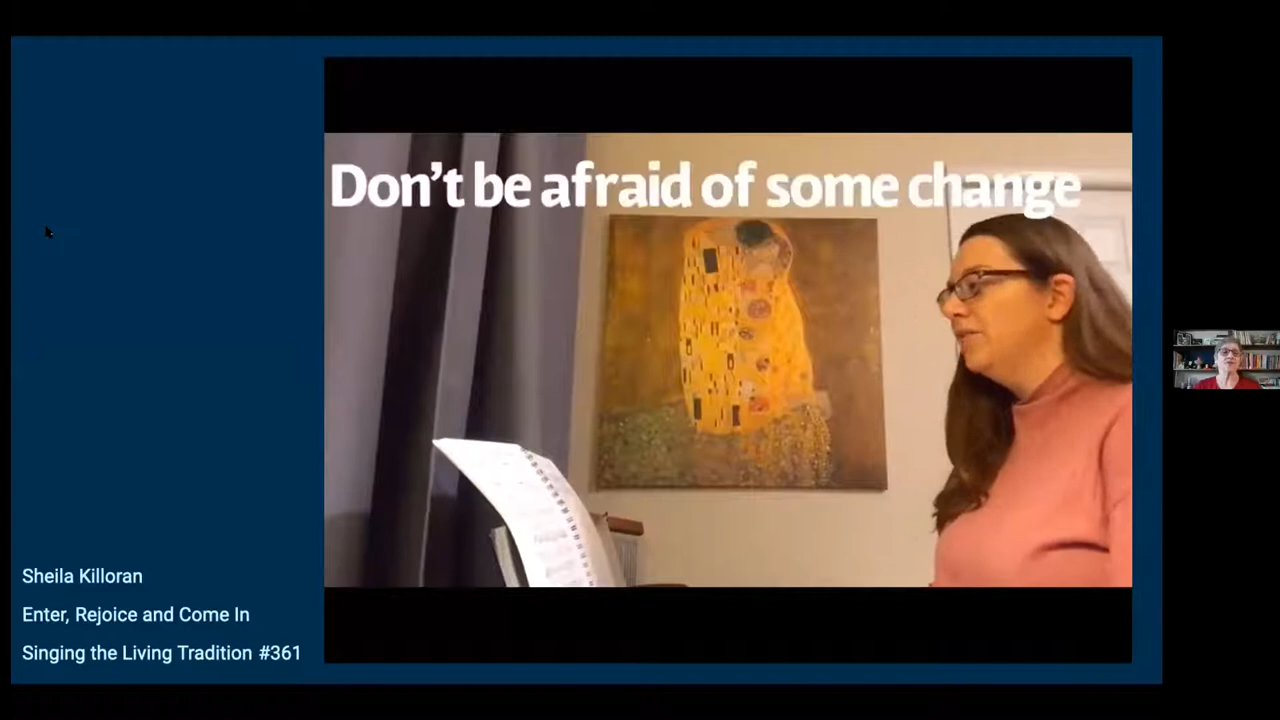 Don't be afraid of some change
Sheila Killoran
Enter, Rejoice and Come In
Singing the Living Tradition #361